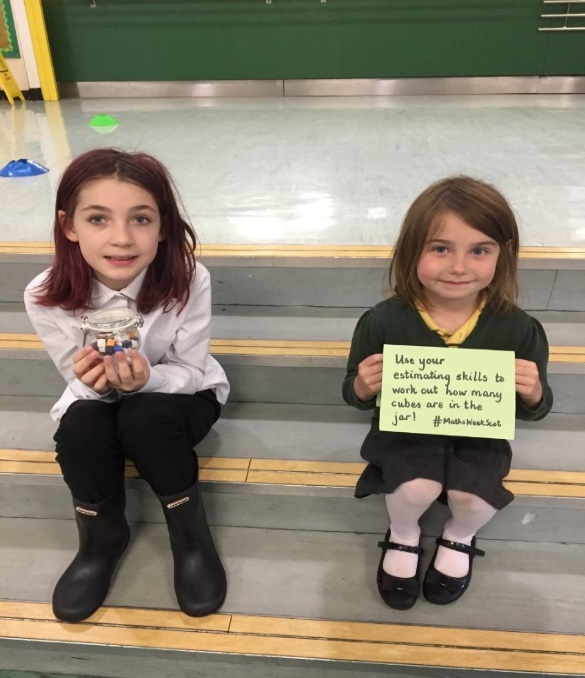 Use your
estimating skills to
work out how many
cubes are in the
jar! #MathsWeekScot